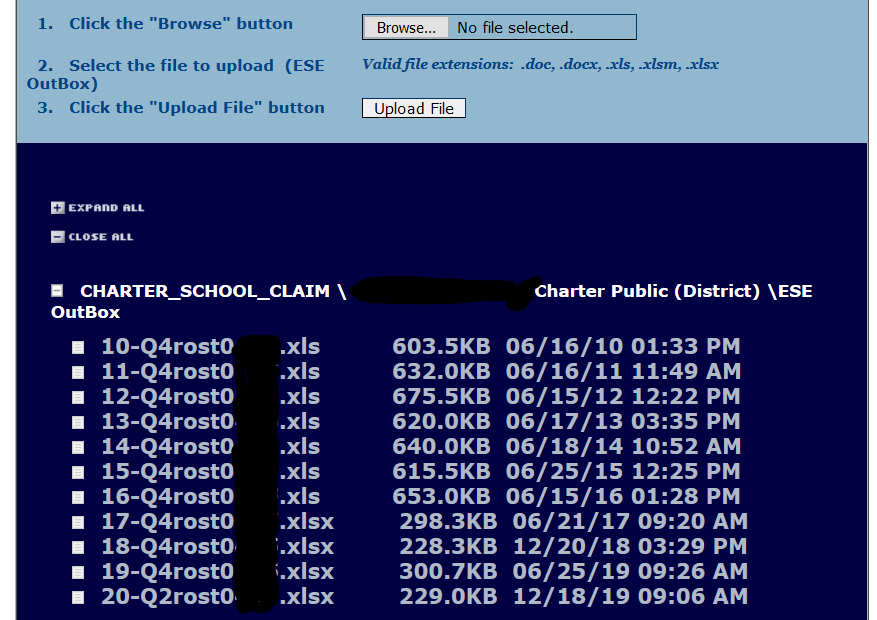 1. Click the "Browse" button Browse... No file selected.
2. Select the file to upload (ESE Valid file extensions: .doc, .docx, .xls, .xlsm, .xlsx
OutBox)
3. Click the "Upload File" button Upload File
EXPAND ALL
CLOSE ALL
CHARTER_SCHOOL_CLAIM \ Charter Public (District) \ESE
OutBox
10-Q4rost0 .xls 603.5KB 06/16/10 01:33 PM
11-Q4rost0 .xls 632.0KB 06/16/11 11:49 AM
12-Q4rost0 .xls 675.5KB 06/15/12 12:22 PM
13-Q4rost0 .xls 620.0KB 06/17/13 03:35 PM
14-Q4rost0 .xls 640.0KB 06/18/14 10:52 AM
15-Q4rost0 .xls 615.5KB 06/25/15 12:25 PM
16-Q4rost0 .xls 653.0KB 06/15/16 01:28 PM
17-Q4rost0 .xlsx 298.3KB 06/21/17 09:20 AM
18-Q4rost0 .xlsx 228.3KB 12/20/18 03:29 PM
19-Q4rost0 .xlsx 300.7KB 06/25/19 09:26 AM
20-Q2rost0 .xlsx 229.0KB 12/18/19 09:06 AM